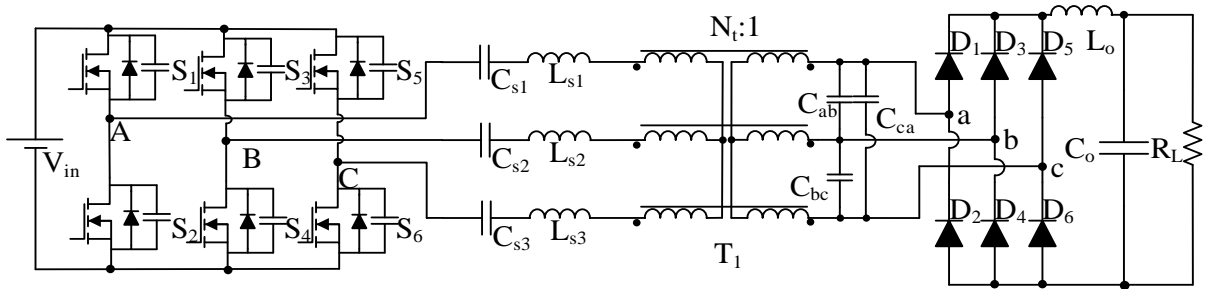 N_t:1
D_1 D_3 D_5 L_o
S_1 S_3 S_5
C_s1 L_s1
C_ab C_ca
A a
V_in B C_s2 L_s2 b C_o R_L
C C_bc c
S_2 S_4 S_6
C_s3 L_s3
D_2 D_4 D_6
T_1